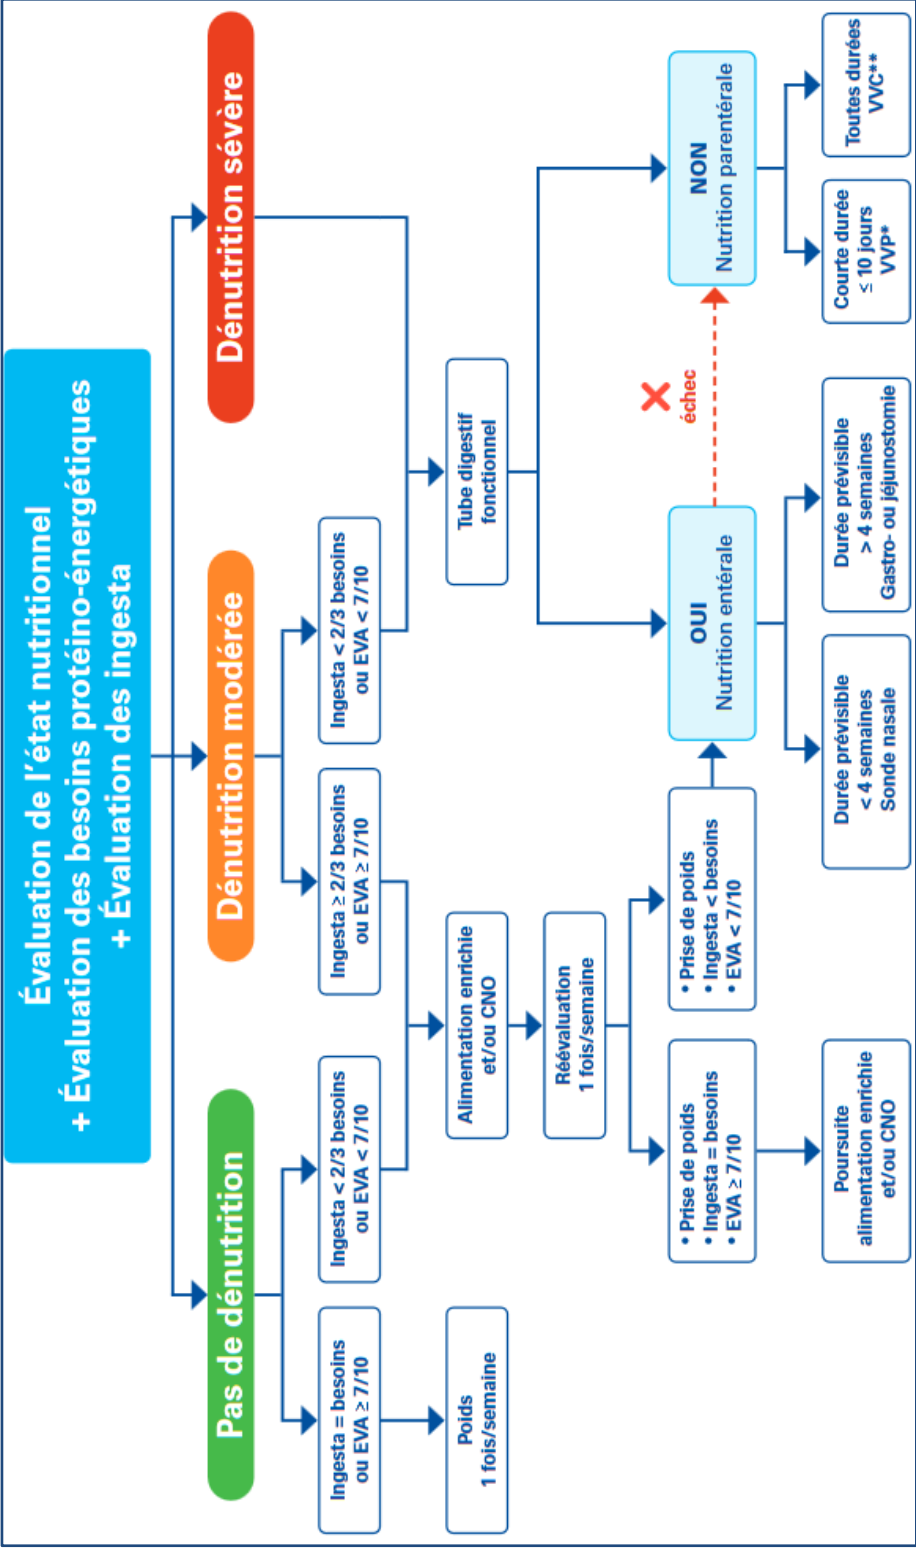 Évaluation de l’état nutritionnel
+ Évaluation des besoins protéino-énergétiques
+ Évaluation des ingesta
Pas de dénutrition
Dénutrition modérée
Dénutrition sévère
Ingesta = besoins
ou EVA ≥ 7/10
Ingesta < 2/3 besoins
ou EVA < 7/10
Ingesta ≥ 2/3 besoins
ou EVA ≥ 7/10
Ingesta < 2/3 besoins
ou EVA < 7/10
Poids
1 fois/semaine
Alimentation enrichie
et/ou CNO
Tube digestif
fonctionnel
Réévaluation
1 fois/semaine
• Prise de poids
• Ingesta = besoins
• EVA ≥ 7/10
• Prise de poids
• Ingesta < besoins
• EVA < 7/10
OUI
Nutrition entérale
échec
NON
Nutrition parentérale
Poursuite
alimentation enrichie
et/ou CNO
Durée prévisible
< 4 semaines
Sonde nasale
Durée prévisible
> 4 semaines
Gastro- ou jéjunostomie
Courte durée
≤ 10 jours
VVP*
Toutes durées
VVC**